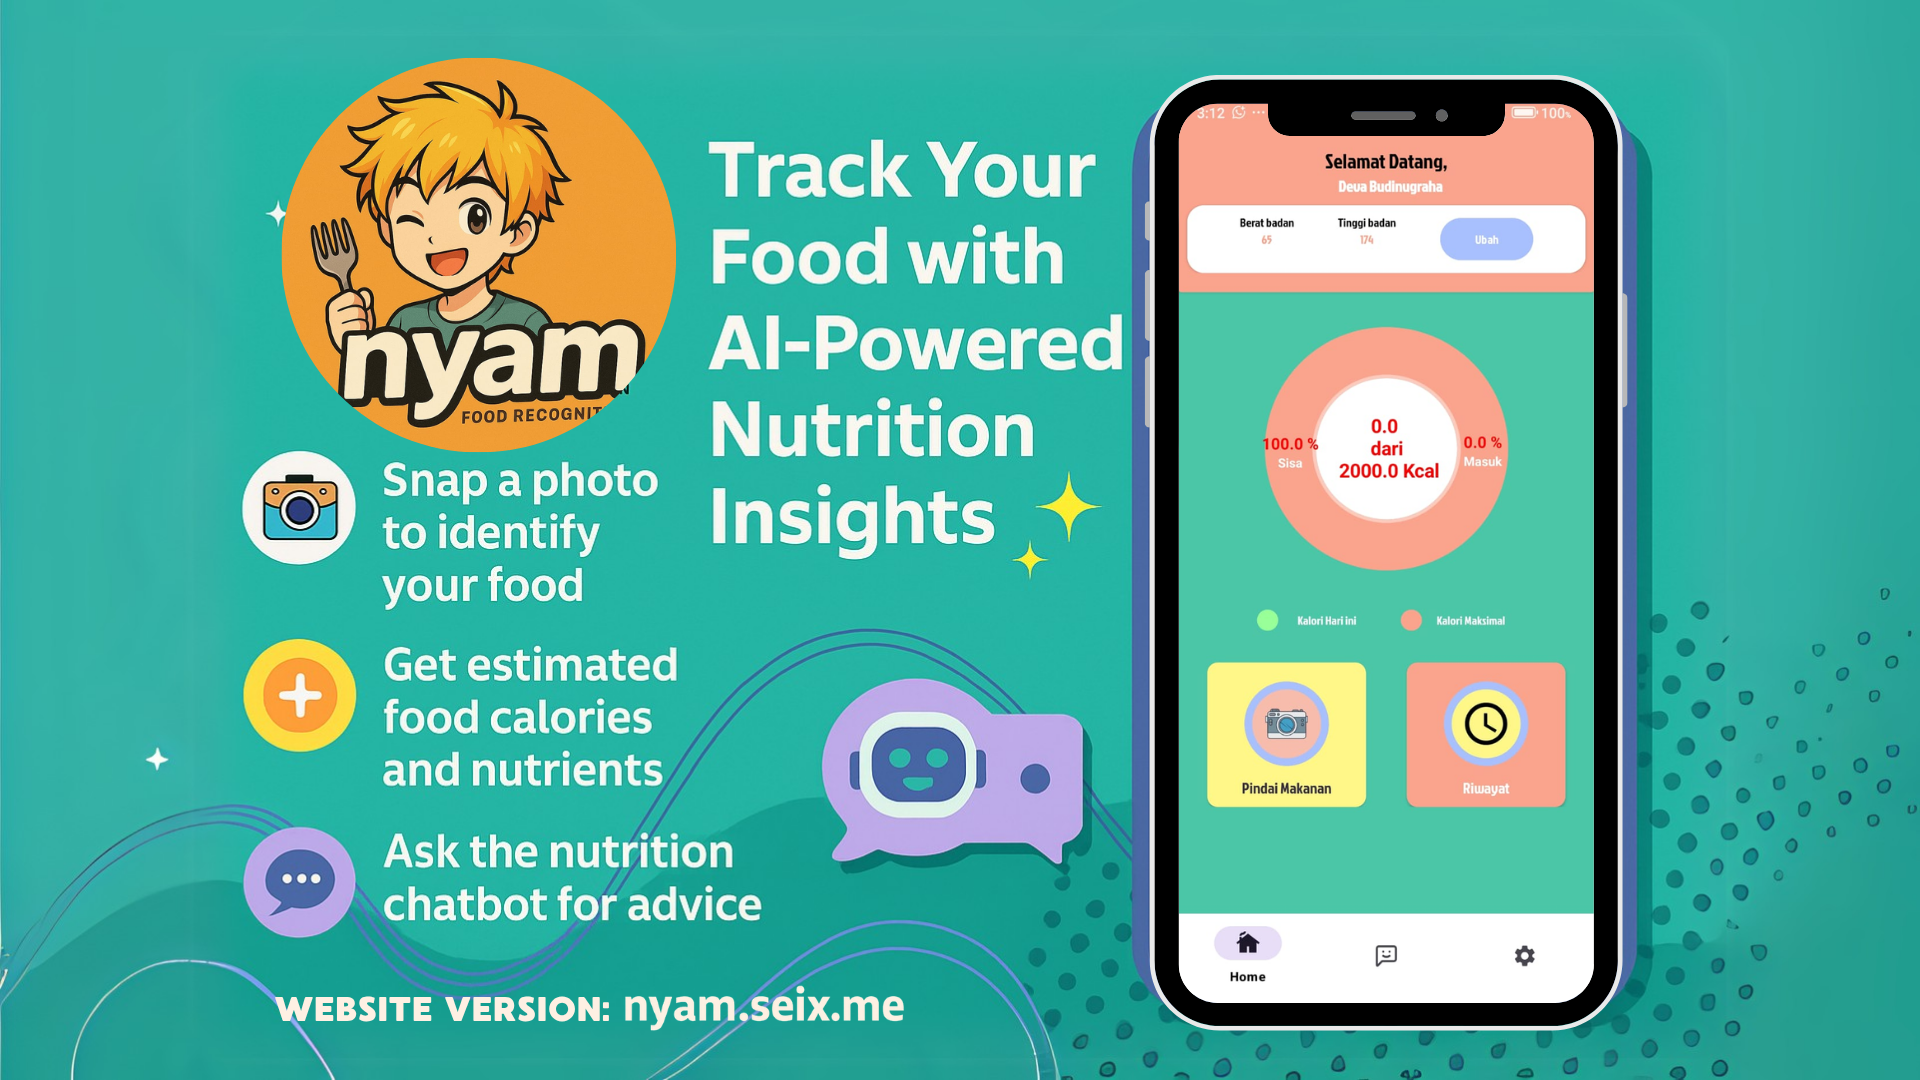 nyam
FOOD RECOGNIT
Track Your
Food with
AI-Powered
Nutrition
Insights
Snap a photo
to identify
your food
Get estimated
food calories
and nutrients
Ask the nutrition
chatbot for advice
WEBSITE VERSION: nyam.seix.me
3:12
100%
Selamat Datang,
Deva Budinugraha
Berat badan
65
Tinggi badan
174
Ubah
100.0 %
Sisa
0.0
dari
2000.0 Kcal
0.0 %
Masuk
Kalori Hari ini
Kalori Maksimal
Pindai Makanan
Riwayat
Home